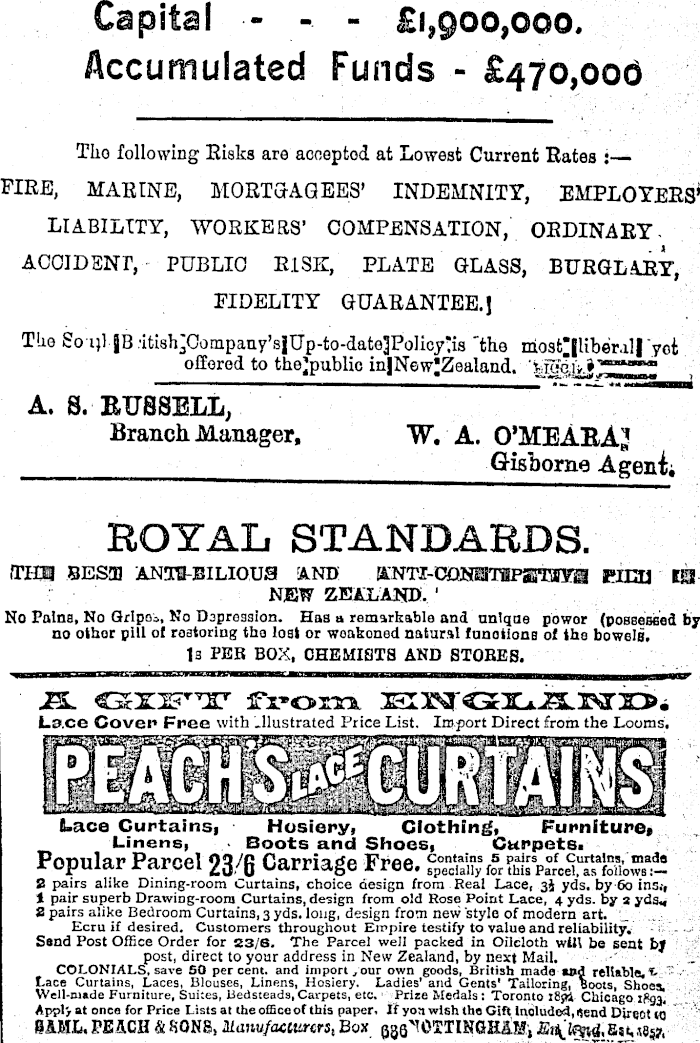 Capital - - - £1,900,000.
Accumulated Funds - £470,000
The following Risks are accepted at Lowest Current Rates :—
FIRE, MARINE, MORTGAGEES' INDEMNITY, EMPLOYERS'
LIABILITY, WORKERS' COMPENSATION, ORDINARY
ACCIDENT, PUBLIC RISK, PLATE GLASS, BURGLARY,
FIDELITY GUARANTEE.
The South British Company's Up-to-date Policy is the most liberal yet
offered to the public in New Zealand.
A. S. RUSSELL,
Branch Manager,
W. A. O'MEARA,
Gisborne Agent.
ROYAL STANDARDS.
THE BEST ANTI-BILIOUS AND ANTI-CONSTIPATIVE PILL IN
NEW ZEALAND.
No Pains, No Gripes, No Depression. Has a remarkable and unique power (possessed by
no other pill of restoring the lost or weakened natural functions of the bowels.
1s PER BOX, CHEMISTS AND STORES.
A GIFT from ENGLAND.
Lace Cover Free with Illustrated Price List. Import Direct from the Looms.
PEACH'S LACE CURTAINS
Lace Curtains, Hosiery, Clothing, Furniture,
Linens, Boots and Shoes, Carpets.
Popular Parcel 23/6 Carriage Free. Contains 5 pairs of Curtains, made
specially for this Parcel, as follows:—
2 pairs alike Dining-room Curtains, choice design from Real Lace, 3½ yds. by 60 ins.,
1 pair superb Drawing-room Curtains, design from old Rose Point Lace, 4 yds. by 2 yds.,
2 pairs alike Bedroom Curtains, 3 yds. long, design from new style of modern art.
Ecru if desired. Customers throughout Empire testify to value and reliability.
Send Post Office Order for 23/6. The Parcel well packed in Oilcloth will be sent by
post, direct to your address in New Zealand, by next Mail.
COLONIALS, save 50 per cent. and import your own goods, British made and reliable.
Lace Curtains, Laces, Blouses, Linens, Hosiery. Ladies' and Gents' Tailoring, Boots, Shoes,
Well-made Furniture, Suites, Bedsteads, Carpets, etc. Prize Medals: Toronto 1892 Chicago 1893.
Apply at once for Price Lists at the office of this paper. If you wish the Gift Included, send Direct to
SAML. PEACH & SONS, Manufacturers, Box 636 NOTTINGHAM, England. Est. 1857.